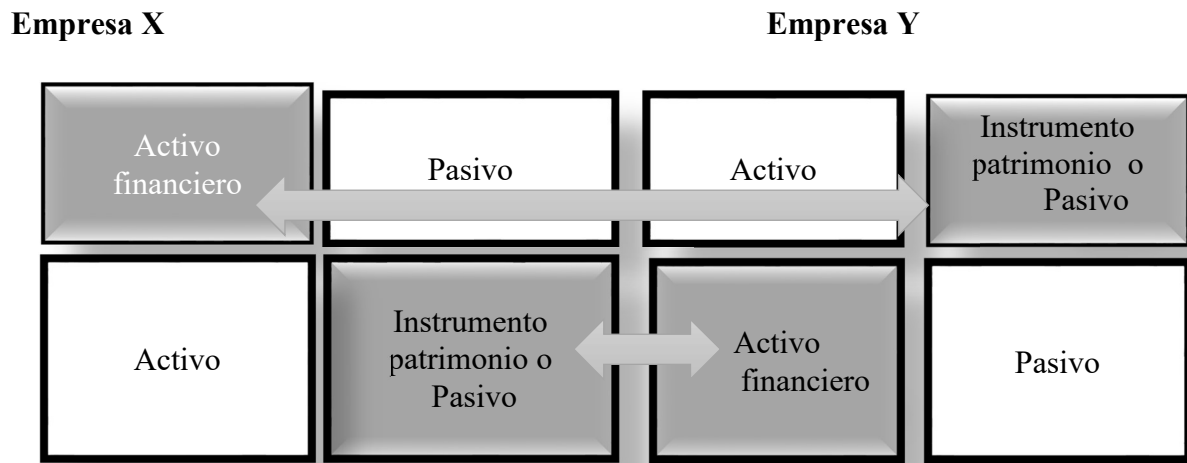 Empresa X
Empresa Y
Activo
financiero
Pasivo
Activo
Instrumento
patrimonio o
Pasivo
Activo
Instrumento
patrimonio o
Pasivo
Activo
financiero
Pasivo